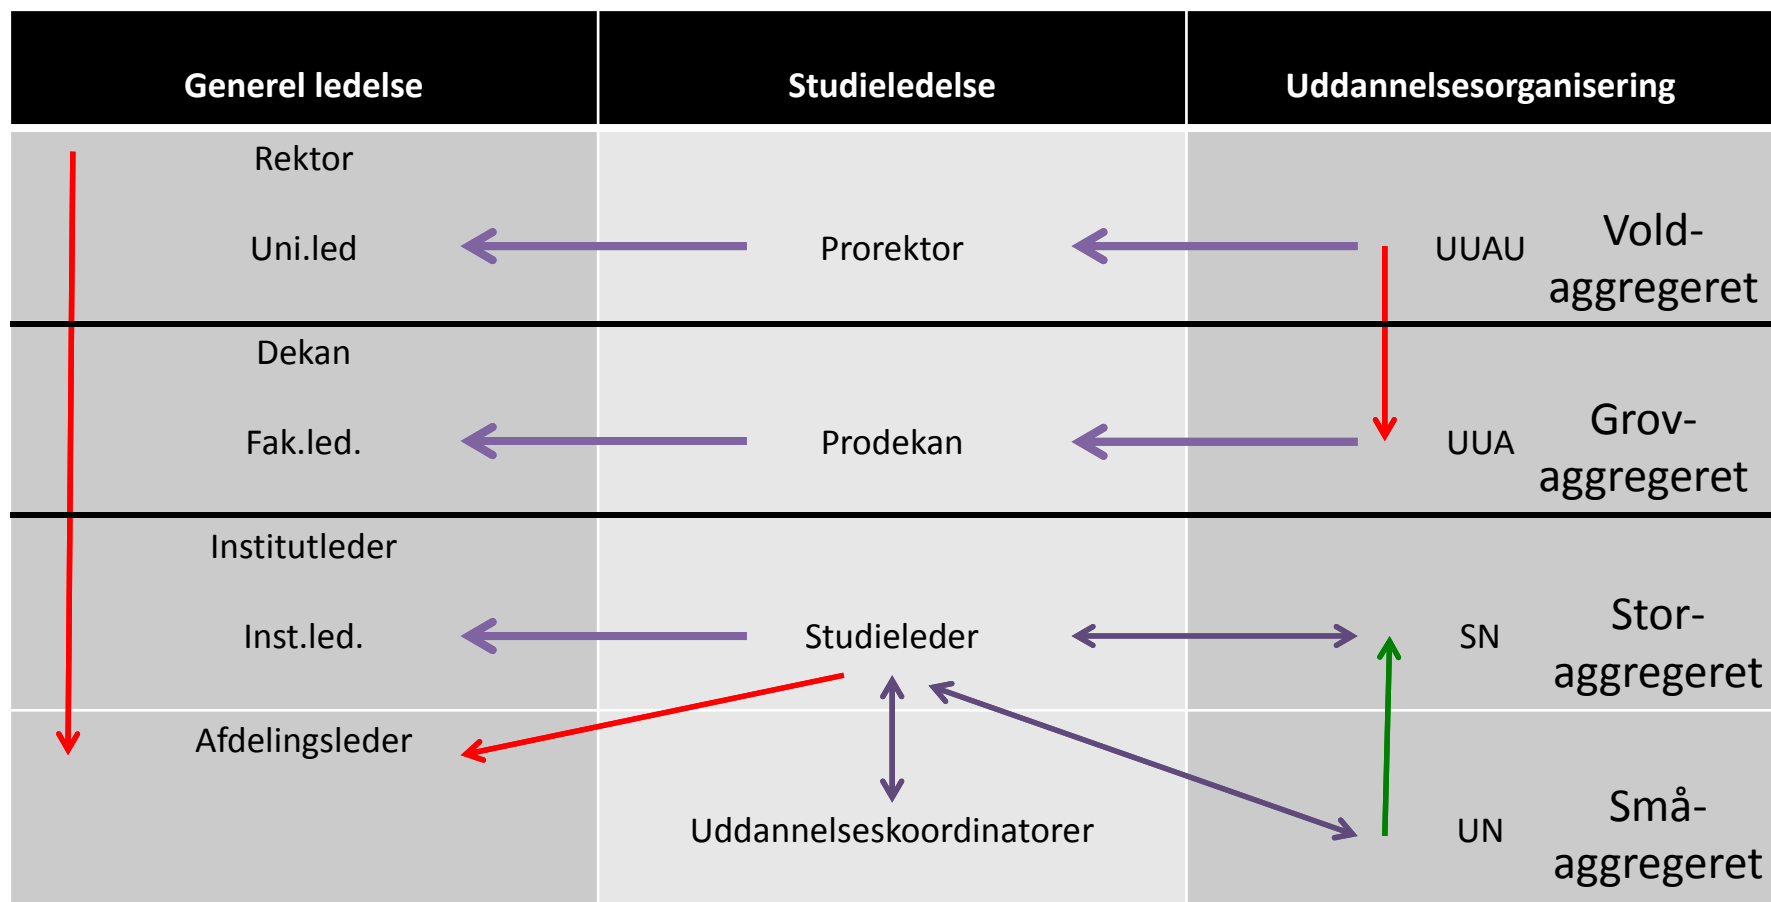 Generel ledelse
Studieledelse
Uddannelsesorganisering
Rektor
Uni.led
Prorektor
UUAU
Vold-
aggregeret
Dekan
Fak.led.
Prodekan
UUA
Grov-
aggregeret
Institutleder
Inst.led.
Studieleder
SN
Stor-
aggregeret
Afdelingsleder
Uddannelseskoordinatorer
UN
Små-
aggregeret